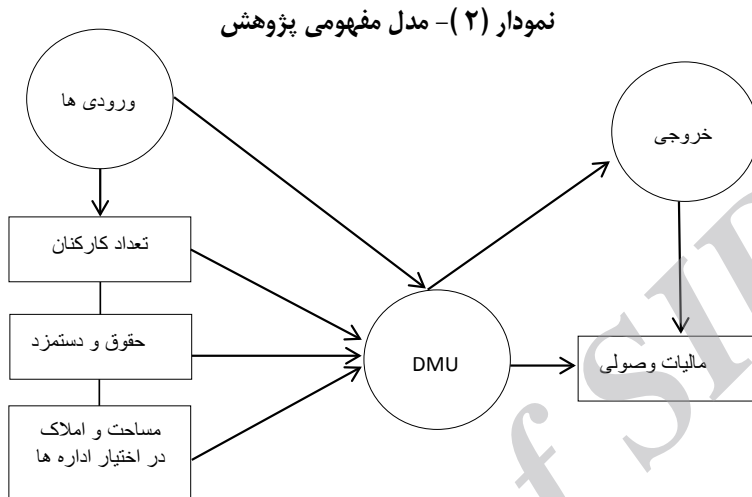 نمودار (۲)- مدل مفهومی پژوهش
ورودی ها
خروجی
تعداد کارکنان
حقوق و دستمزد
DMU
مالیات وصولی
مساحت و املاک
در اختیار اداره ها
f SID